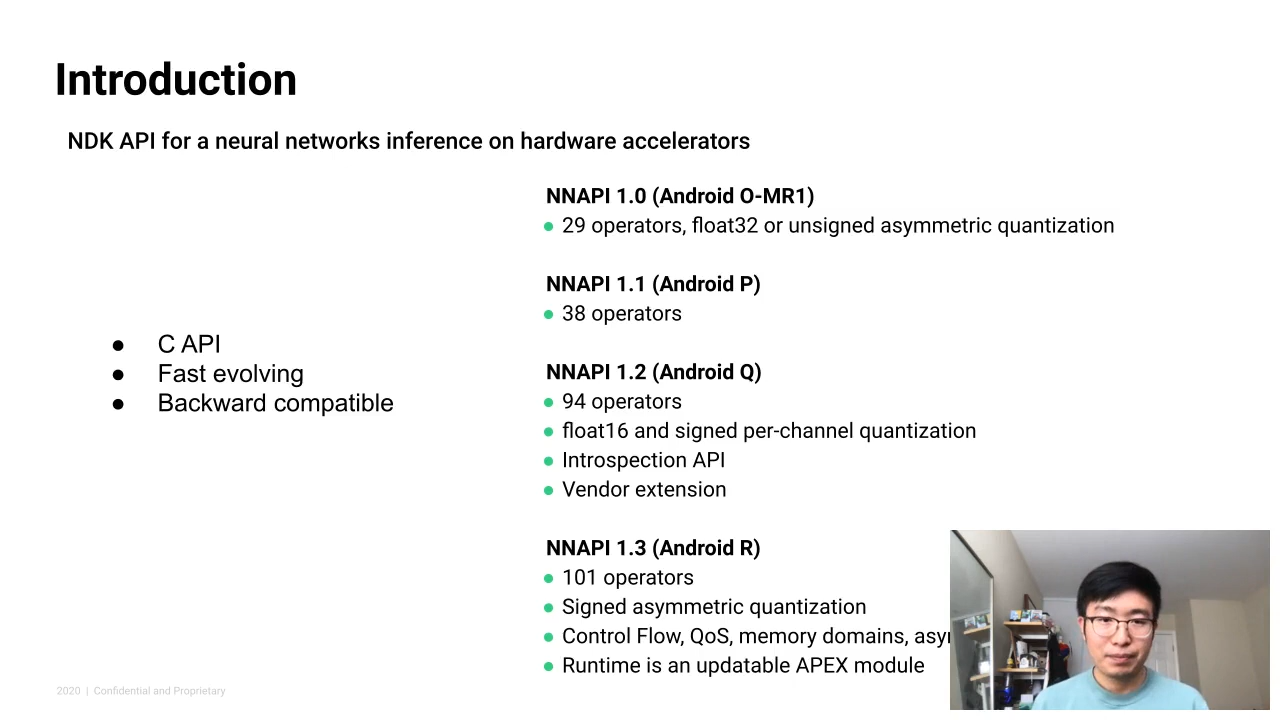 Introduction
NDK API for a neural networks inference on hardware accelerators
● C API
● Fast evolving
● Backward compatible
NNAPI 1.0 (Android O-MR1)
● 29 operators, float32 or unsigned asymmetric quantization
NNAPI 1.1 (Android P)
● 38 operators
NNAPI 1.2 (Android Q)
● 94 operators
● float16 and signed per-channel quantization
● Introspection API
● Vendor extension
NNAPI 1.3 (Android R)
● 101 operators
● Signed asymmetric quantization
● Control Flow, QoS, memory domains,
● Runtime is an updatable APEX module
2020 | Confidential and Proprietary